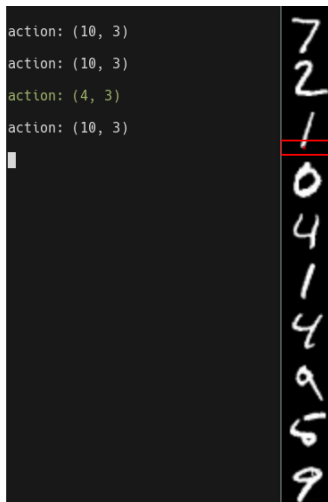 action: (10, 3)
action: (10, 3)
action: (4, 3)
action: (10, 3)
7
2
1
0
4
1
4
9
5
9